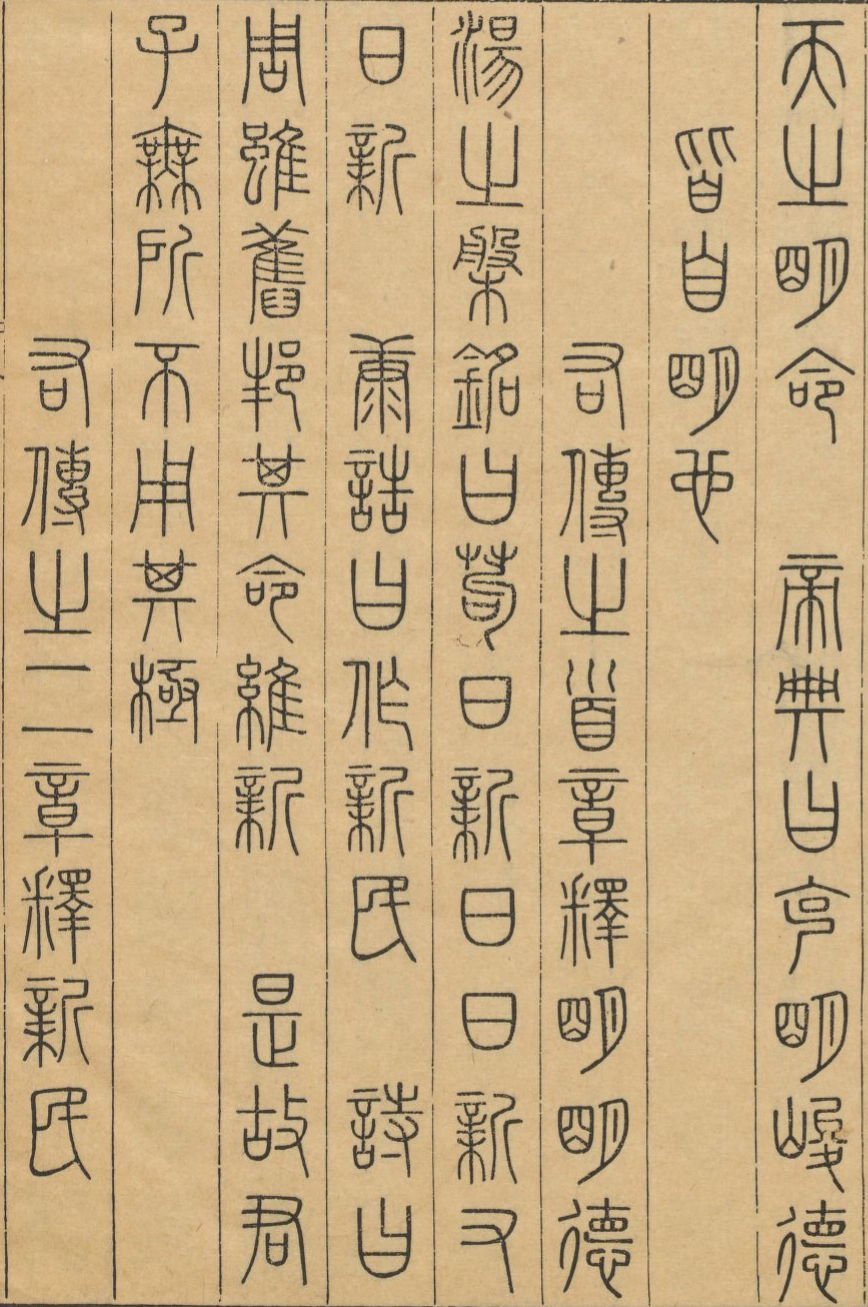 天之明命　帝典曰克明峻德
皆自明也
右傳之首章釋明明德
湯之槃銘曰苟日新日日新又
日新　康誥曰作新民　詩曰
周雖舊邦其命維新　是故君
子無所不用其極
右傳之二章釋新民